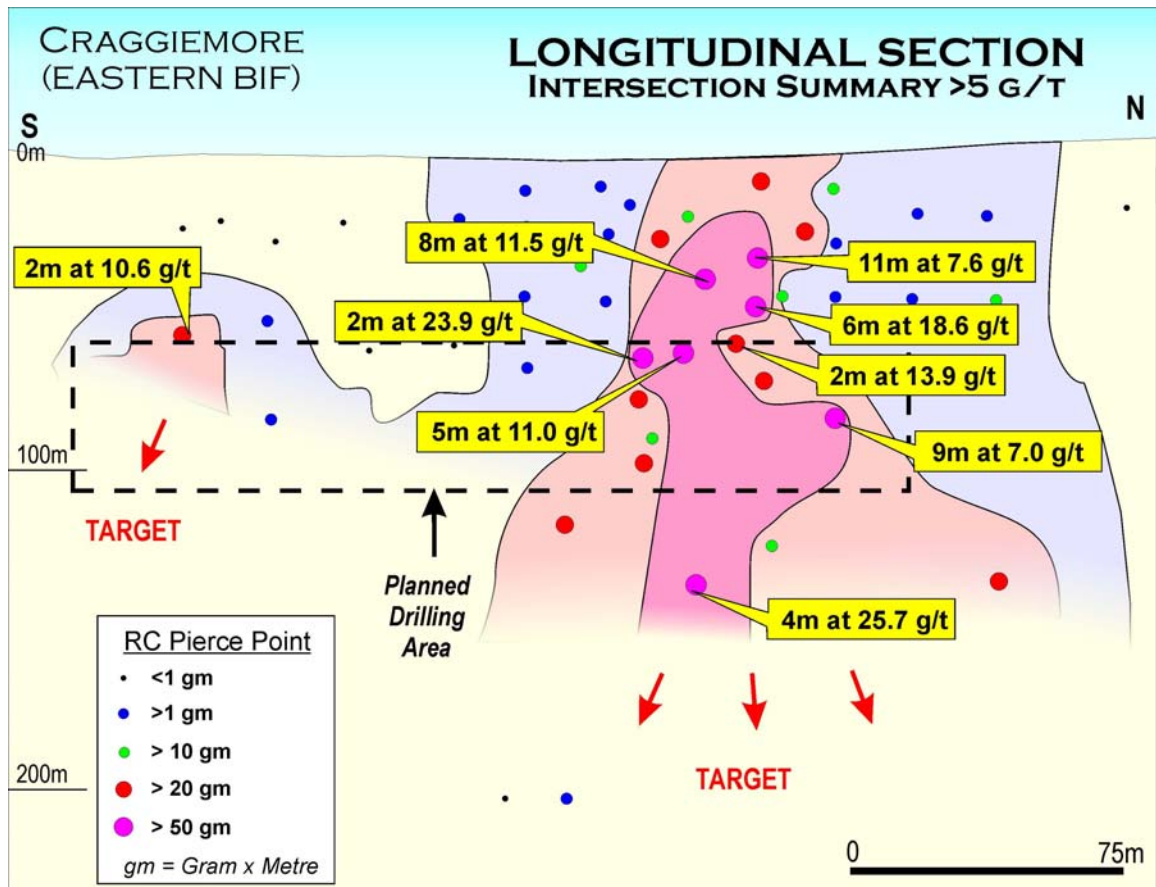 CRAGGIEMORE
(EASTERN BIF)
LONGITUDINAL SECTION
INTERSECTION SUMMARY >5 G/T
S
N
0m
8m at 11.5 g/t
11m at 7.6 g/t
2m at 10.6 g/t
2m at 23.9 g/t
6m at 18.6 g/t
2m at 13.9 g/t
5m at 11.0 g/t
9m at 7.0 g/t
100m
TARGET
Planned
Drilling
Area
4m at 25.7 g/t
RC Pierce Point
<1 gm
>1 gm
> 10 gm
> 20 gm
> 50 gm
gm = Gram x Metre
200m
TARGET
0
75m